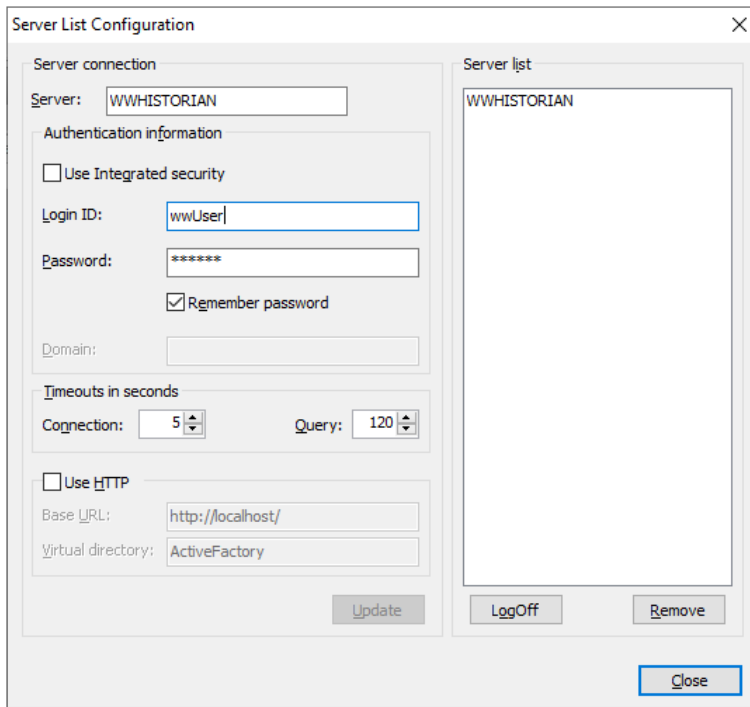 Server List Configuration
Server connection
Server: WWHISTORIAN
Authentication information
Use Integrated security
Login ID: wwUser
Password: ******
Remember password
Domain:
Timeouts in seconds
Connection: 5 Query: 120
Use HTTP
Base URL: http://localhost/
Virtual directory: ActiveFactory
Update
Server list
WWHISTORIAN
LogOff Remove
Close